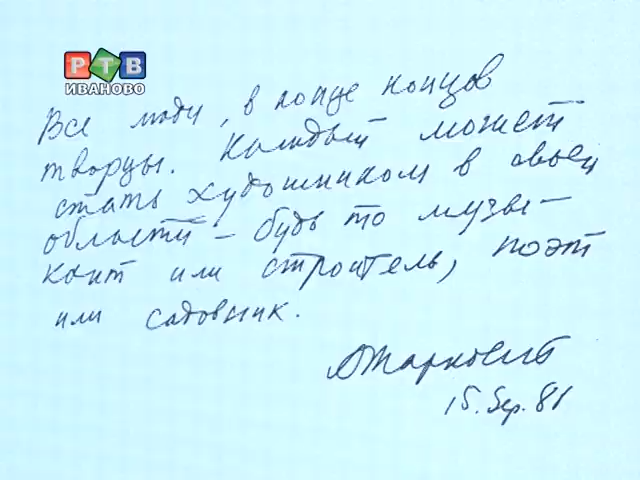 РТВ
ИВАНОВО
Все люди, в конце концов
творцы. Каждый может
стать художником в своей
области – будь то музы-
кант или строитель, поэт
или садовник.
АТарковский
15. Sep. 81